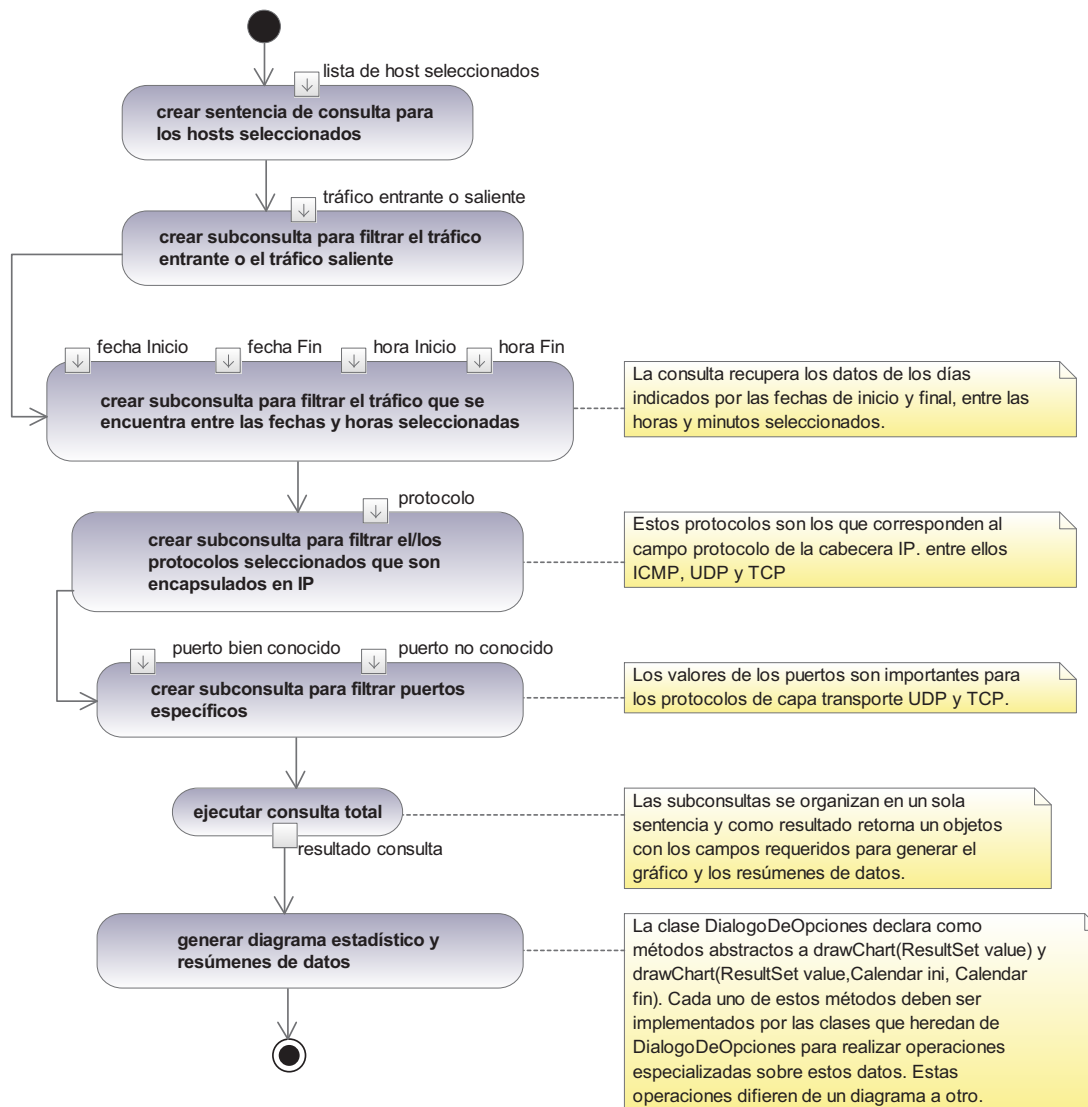 lista de host seleccionados
crear sentencia de consulta para
los hosts seleccionados
tráfico entrante o saliente
crear subconsulta para filtrar el tráfico
entrante o el tráfico saliente
fecha Inicio
fecha Fin
hora Inicio
hora Fin
crear subconsulta para filtrar el tráfico que se
encuentra entre las fechas y horas seleccionadas
La consulta recupera los datos de los días
indicados por las fechas de inicio y final, entre las
horas y minutos seleccionados.
protocolo
crear subconsulta para filtrar el/los
protocolos seleccionados que son
encapsulados en IP
Estos protocolos son los que corresponden al
campo protocolo de la cabecera IP. entre ellos
ICMP, UDP y TCP
puerto bien conocido
puerto no conocido
crear subconsulta para filtrar puertos
específicos
Los valores de los puertos son importantes para
los protocolos de capa transporte UDP y TCP.
ejecutar consulta total
resultado consulta
Las subconsultas se organizan en un sola
sentencia y como resultado retorna un objetos
con los campos requeridos para generar el
gráfico y los resúmenes de datos.
generar diagrama estadístico y
resúmenes de datos
La clase DialogoDeOpciones declara como
métodos abstractos a drawChart(ResultSet value) y
drawChart(ResultSet value,Calendar ini, Calendar
fin). Cada uno de estos métodos deben ser
implementados por las clases que heredan de
DialogoDeOpciones para realizar operaciones
especializadas sobre estos datos. Estas
operaciones difieren de un diagrama a otro.